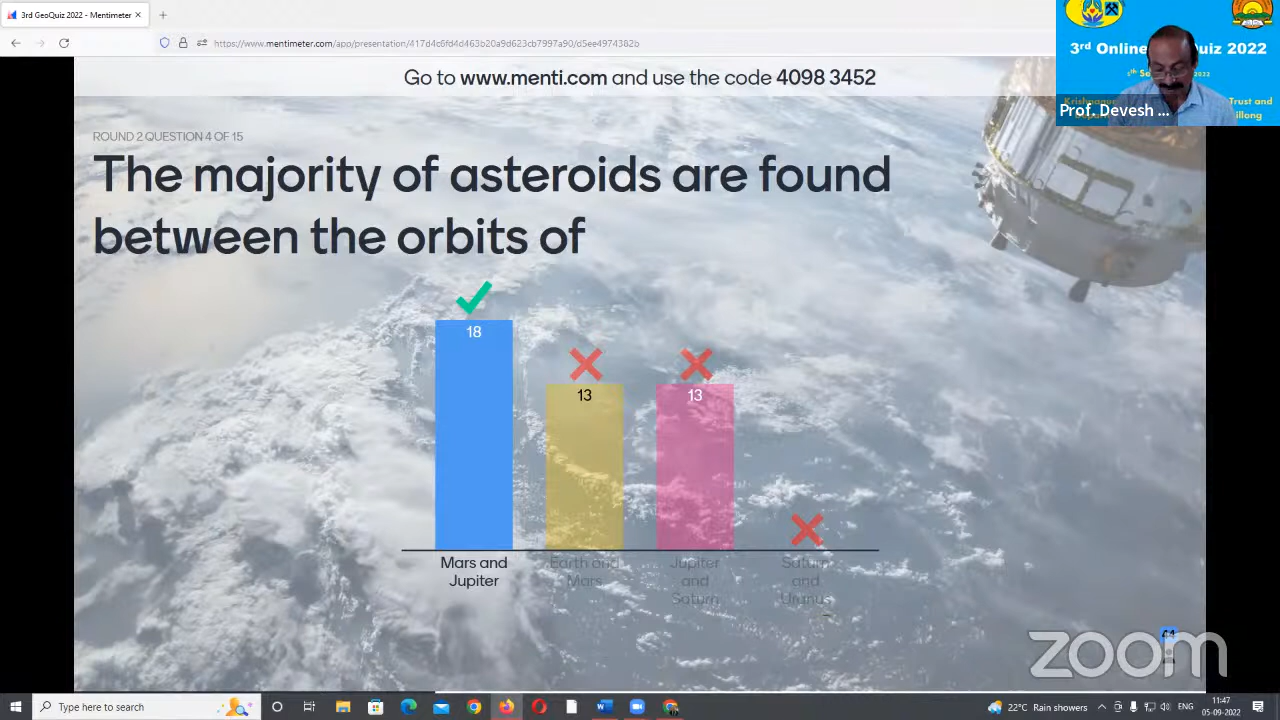 3rd GeoQuiz 2022 - Mentimeter
https://www.mentimeter.com/app/presentation/417d4c6fd4d463b20a9d623cb7997a90/d5ee4974382b
Go to www.menti.com and use the code 4098 3452
3rd Online Quiz 2022
2022
Trust and
illong
Prof. Devesh ...
ROUND 2 QUESTION 4 OF 15
The majority of asteroids are found
between the orbits of
18
13
13
Mars and
Jupiter
Earth and
Mars
Jupiter
and
Saturn
Saturn
and
Uranus
44
zoom
Type here to search
22°C Rain showers
ENG
11:47
05-09-2022